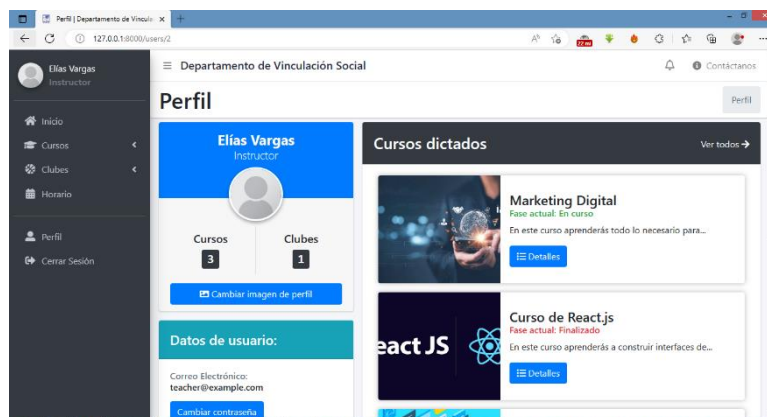 Perfil | Departamento de Vincula
127.0.0.1:8000/users/2
Elías Vargas
Instructor
Departamento de Vinculación Social
Contáctanos
Perfil
Perfil
Inicio
Cursos
Clubes
Horario
Perfil
Cerrar Sesión
Elías Vargas
Instructor
Cursos
Clubes
3
1
Cambiar imagen de perfil
Datos de usuario:
Correo Electrónico:
teacher@example.com
Cambiar contraseña
Cursos dictados
Ver todos
Marketing Digital
Fase actual: En curso
En este curso aprenderás todo lo necesario para...
Detalles
eact JS
Curso de React.js
Fase actual: Finalizado
En este curso aprenderás a construir interfaces de...
Detalles